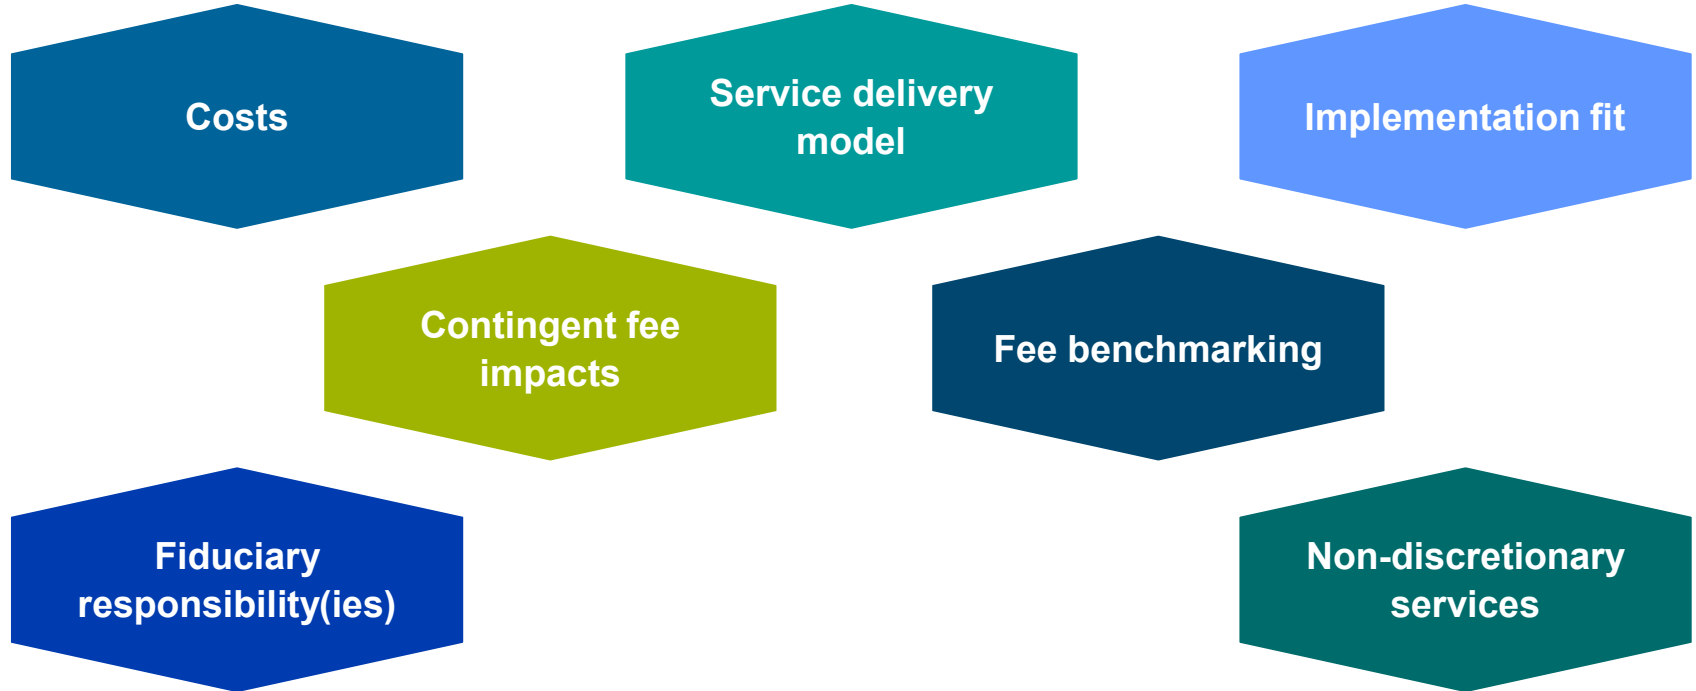 Costs
Service delivery
model
Implementation fit
Contingent fee
impacts
Fee benchmarking
Fiduciary
responsibility(ies)
Non-discretionary
services